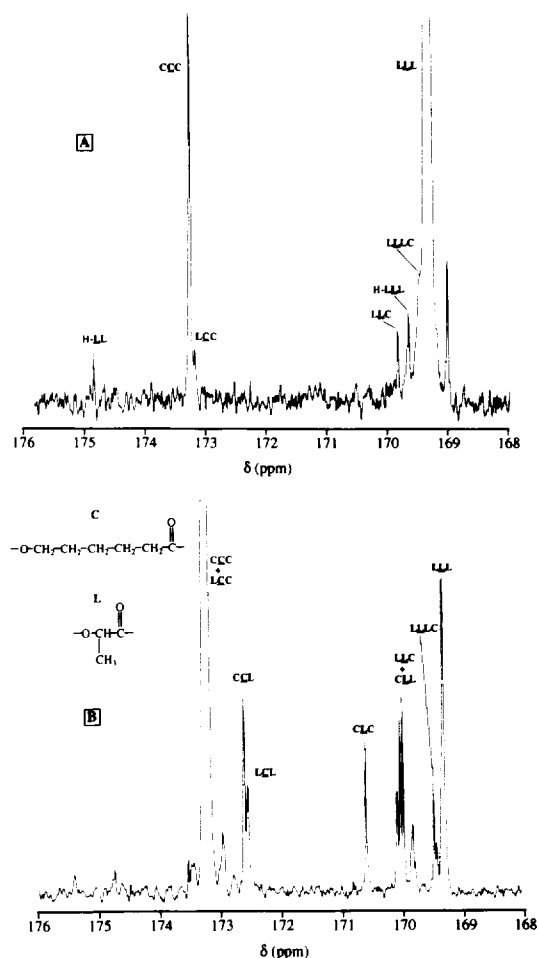 CCC
LLL
A
LLLC
H-LLL
LLC
H-LL
LCC
176 175 174 173 172 171 170 169 168
δ (ppm)
C
O
–O–CH₂–CH₂–CH₂–CH₂–CH₂–C–
L
O
–O–CH–C–
CH₃
B
CCC
+
LCC
LLL
LLLC
LLC
+
CLL
CCL
CLC
LCL
176 175 174 173 172 171 170 169 168
δ (ppm)